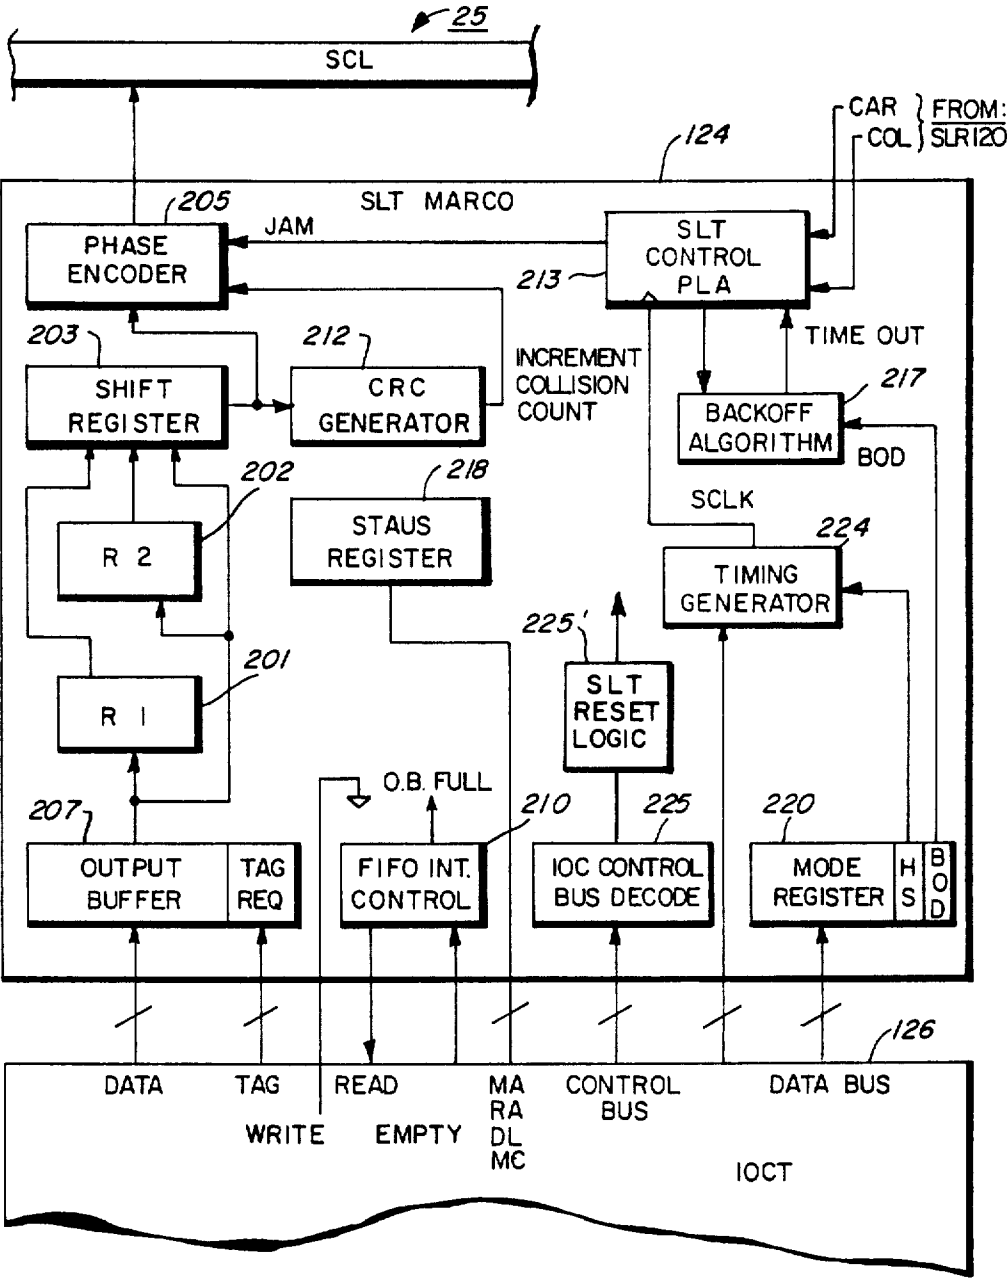 25
SCL
CAR
COL
FROM:
SLR120
124
SLT MARCO
205
PHASE
ENCODER
JAM
SLT
CONTROL
PLA
213
203
SHIFT
REGISTER
212
CRC
GENERATOR
INCREMENT
COLLISION
COUNT
TIME OUT
217
BACKOFF
ALGORITHM
BOD
202
R 2
218
STAUS
REGISTER
SCLK
224
TIMING
GENERATOR
225'
SLT
RESET
LOGIC
201
R 1
O.B. FULL
207
OUTPUT
BUFFER
TAG
REQ
210
FIFO INT.
CONTROL
225
IOC CONTROL
BUS DECODE
220
MODE
REGISTER
H
S
B
O
D
126
DATA
TAG
READ
WRITE
EMPTY
MA
RA
DL
MC
CONTROL
BUS
DATA BUS
IOCT